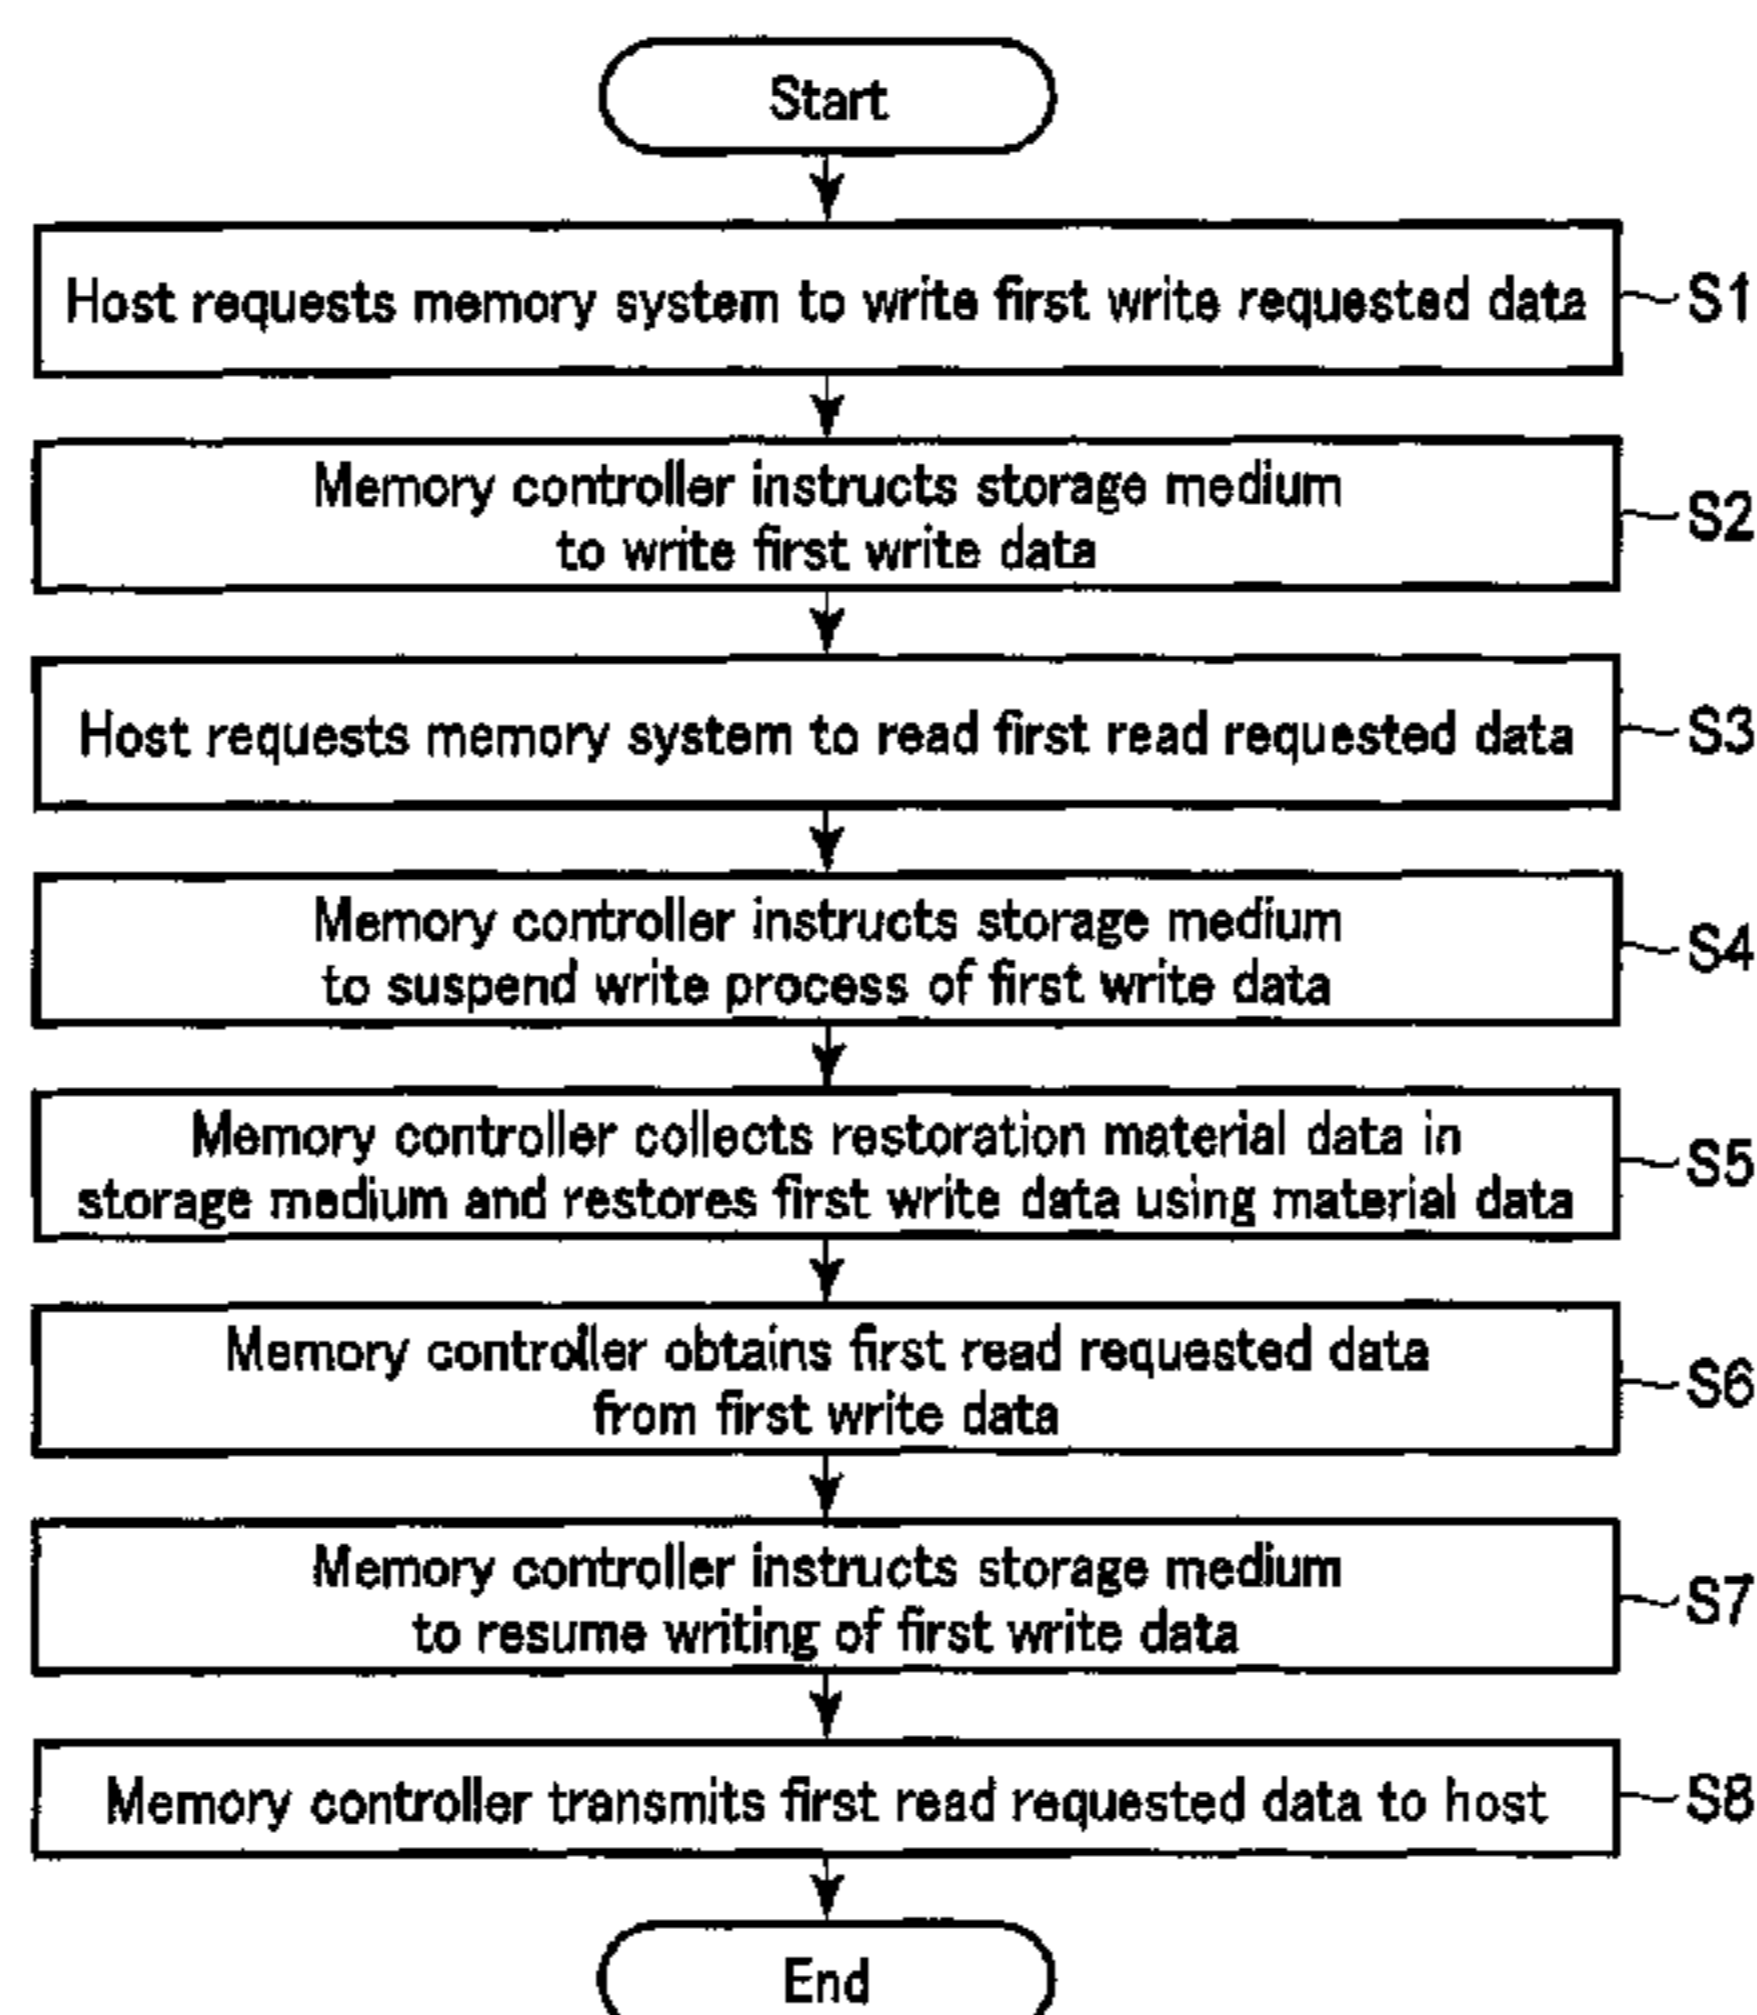 Start
Host requests memory system to write first write requested data
S1
Memory controller instructs storage medium
to write first write data
S2
Host requests memory system to read first read requested data
S3
Memory controller instructs storage medium
to suspend write process of first write data
S4
Memory controller collects restoration material data in
storage medium and restores first write data using material data
S5
Memory controller obtains first read requested data
from first write data
S6
Memory controller instructs storage medium
to resume writing of first write data
S7
Memory controller transmits first read requested data to host
S8
End